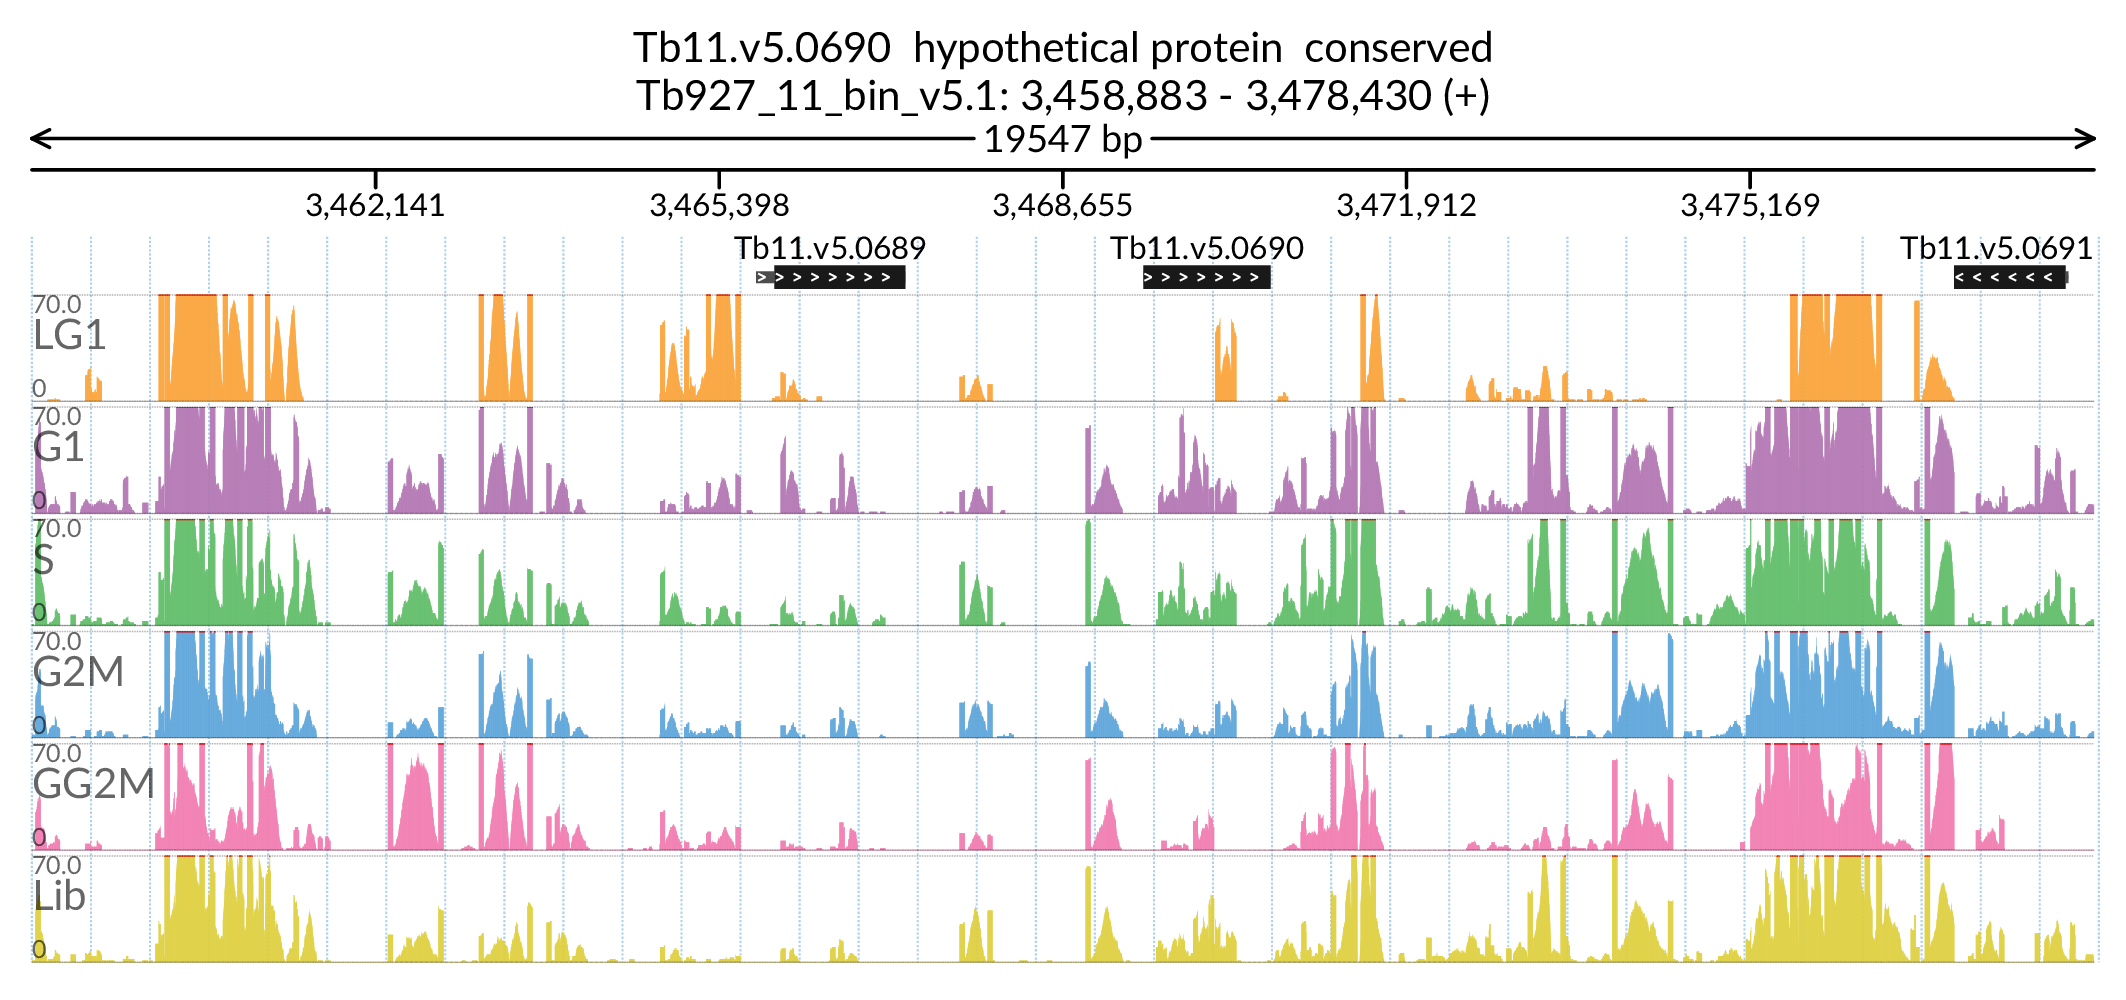 Tb11.v5.0690  hypothetical protein  conserved
Tb927_11_bin_v5.1: 3,458,883 - 3,478,430 (+)
19547 bp
3,462,141 3,465,398 3,468,655 3,471,912 3,475,169
Tb11.v5.0689 Tb11.v5.0690 Tb11.v5.0691
70.0
LG1
0
70.0
G1
0
70.0
S
0
70.0
G2M
0
70.0
GG2M
0
70.0
Lib
0